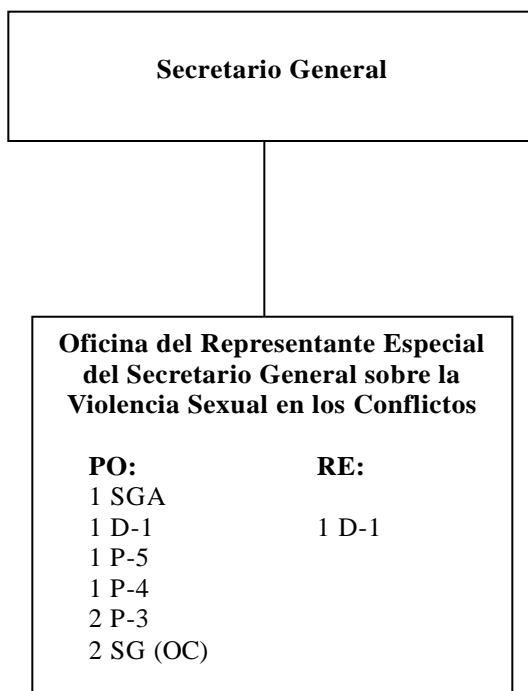 Secretario General
Oficina del Representante Especial
del Secretario General sobre la
Violencia Sexual en los Conflictos
PO: RE:
1 SGA
1 D-1 1 D-1
1 P-5
1 P-4
2 P-3
2 SG (OC)